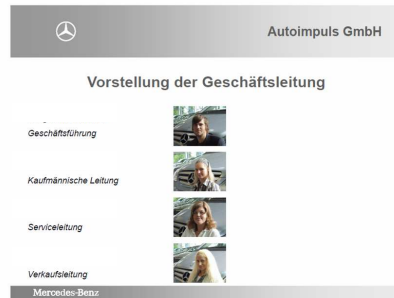 Autoimpuls GmbH
Vorstellung der Geschäftsleitung
Geschäftsführung
Kaufmännische Leitung
Serviceleitung
Verkaufsleitung
Mercedes-Benz